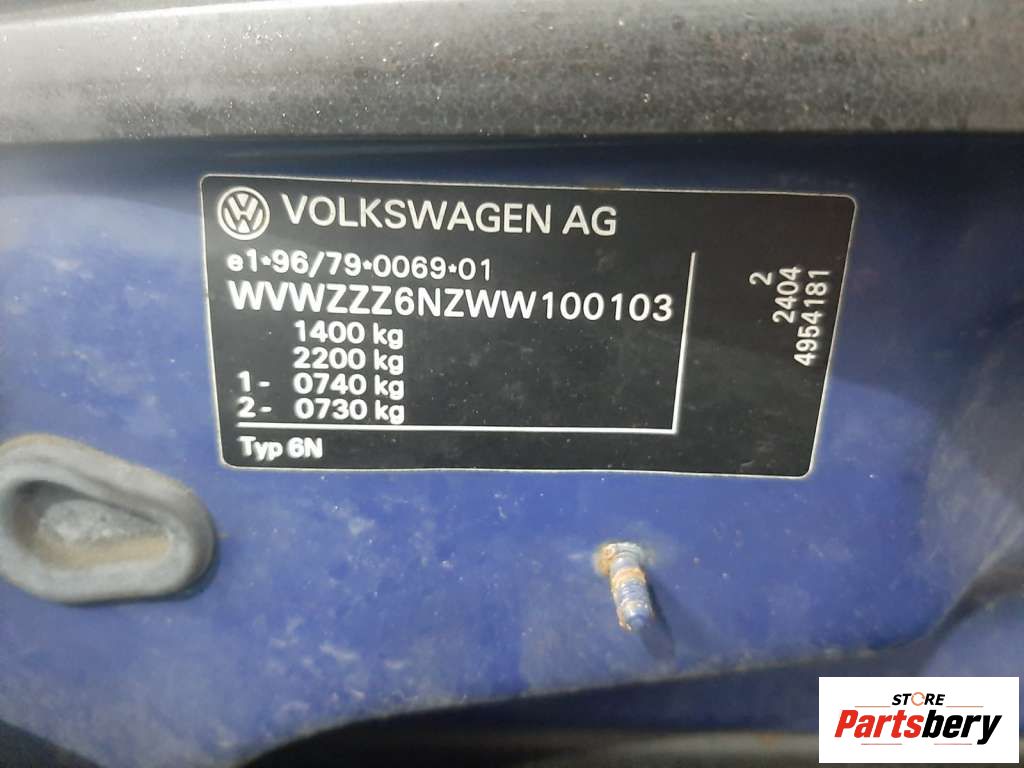 VOLKSWAGEN AG
e1*96/79*0069*01
WVWZZZ6NZWW100103
1400 kg
2200 kg
1- 0740 kg
2- 0730 kg
Typ 6N
2
2404
4954181
STORE
Partsbery